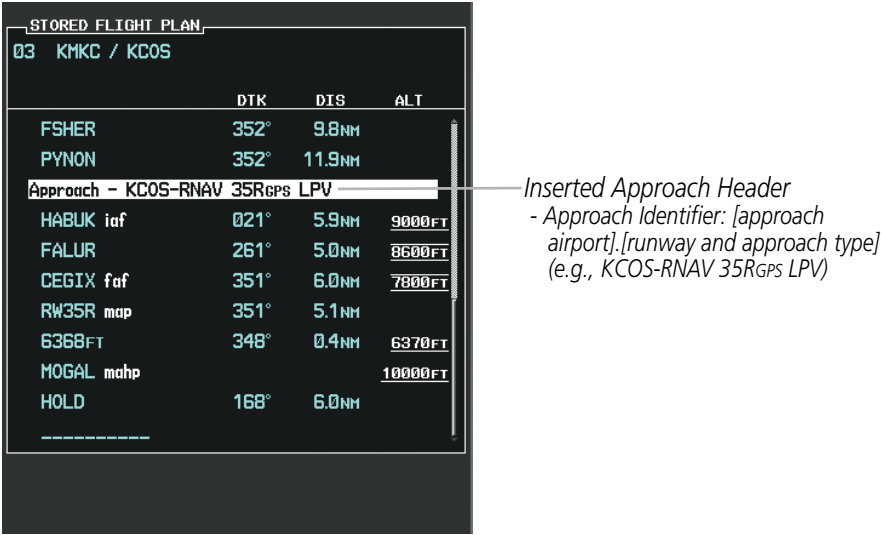 STORED FLIGHT PLAN
03 KMKC / KCOS
DTK DIS ALT
FSHER 352° 9.8NM
PYNON 352° 11.9NM
Approach - KCOS-RNAV 35RGPS LPV
HABUK iaf 021° 5.9NM 9000FT
FALUR 261° 5.0NM 8600FT
CEGIX faf 351° 6.0NM 7800FT
RW35R map 351° 5.1NM
6368FT 348° 0.4NM 6370FT
MOGAL mahp 10000FT
HOLD 168° 6.0NM
__________
Inserted Approach Header
- Approach Identifier: [approach
airport].[runway and approach type]
(e.g., KCOS-RNAV 35RGPS LPV)